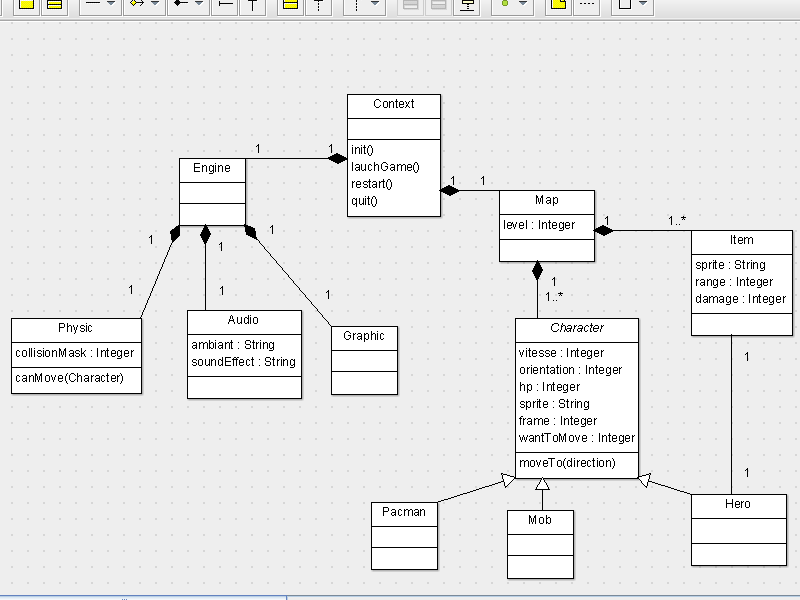 Context
init()
lauchGame()
restart()
quit()
1
1
Engine
1
1
Map
level : Integer
1
1..*
Item
sprite : String
range : Integer
damage : Integer
1
1
1
1
1
1
1
1..*
Physic
collisionMask : Integer
canMove(Character)
Audio
ambiant : String
soundEffect : String
Graphic
Character
vitesse : Integer
orientation : Integer
hp : Integer
sprite : String
frame : Integer
wantToMove : Integer
moveTo(direction)
1
1
Pacman
Mob
Hero